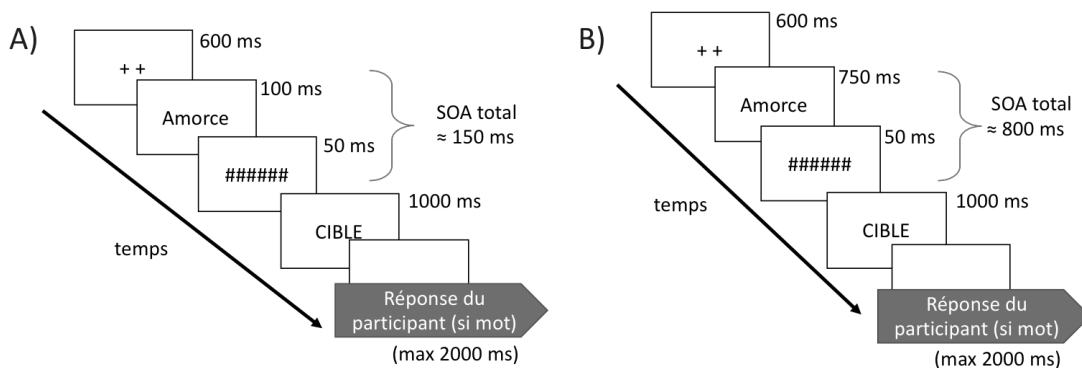 A)
600 ms
+ +
100 ms
Amorce
SOA total
≈ 150 ms
50 ms
######
1000 ms
CIBLE
temps
Réponse du
participant (si mot)
(max 2000 ms)
B)
600 ms
+ +
750 ms
Amorce
SOA total
≈ 800 ms
50 ms
######
1000 ms
CIBLE
temps
Réponse du
participant (si mot)
(max 2000 ms)